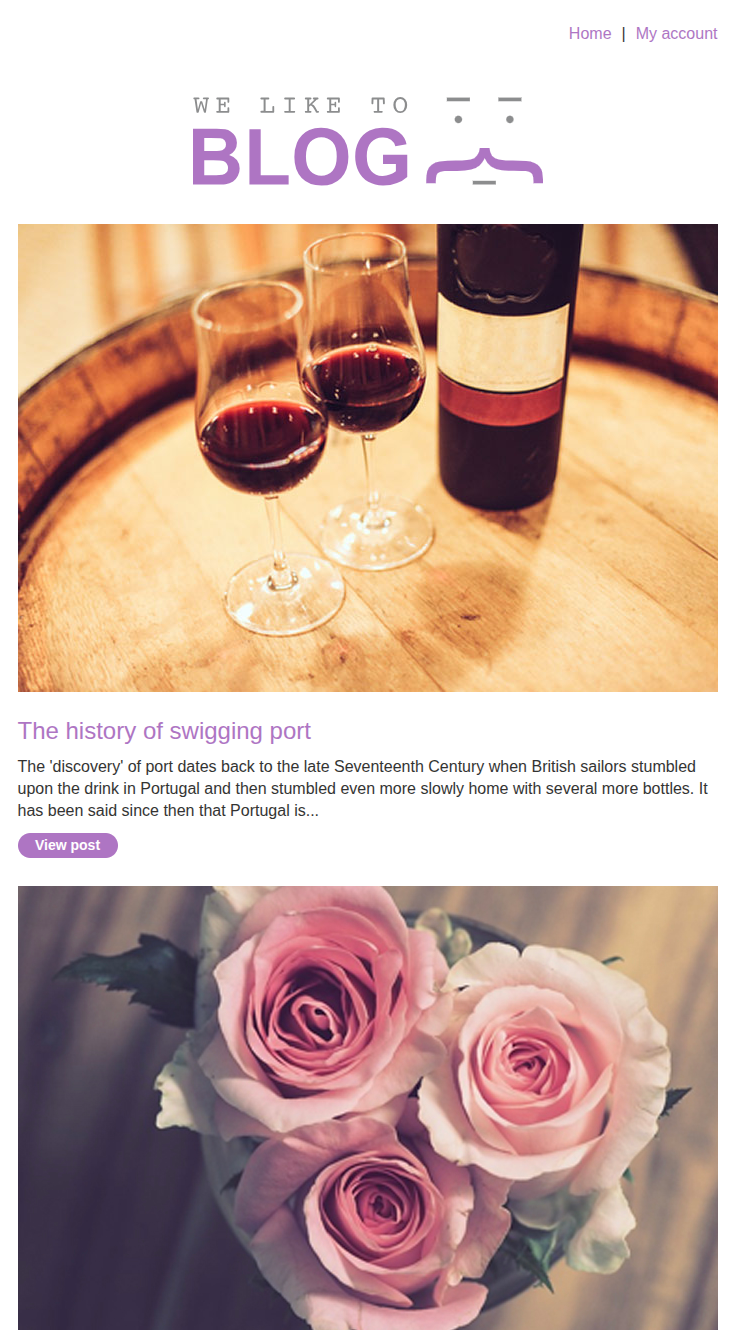 Home | My account
WE LIKE TO
BLOG
The history of swigging port
The 'discovery' of port dates back to the late Seventeenth Century when British sailors stumbled
upon the drink in Portugal and then stumbled even more slowly home with several more bottles. It
has been said since then that Portugal is...
View post